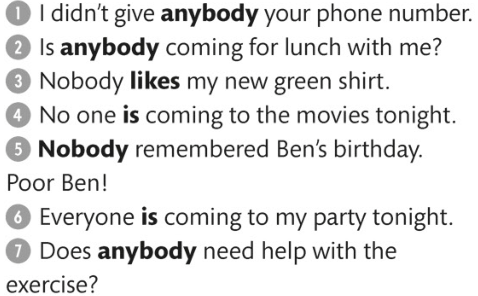 1 I didn't give anybody your phone number.
2 Is anybody coming for lunch with me?
3 Nobody likes my new green shirt.
4 No one is coming to the movies tonight.
5 Nobody remembered Ben's birthday.
Poor Ben!
6 Everyone is coming to my party tonight.
7 Does anybody need help with the
exercise?